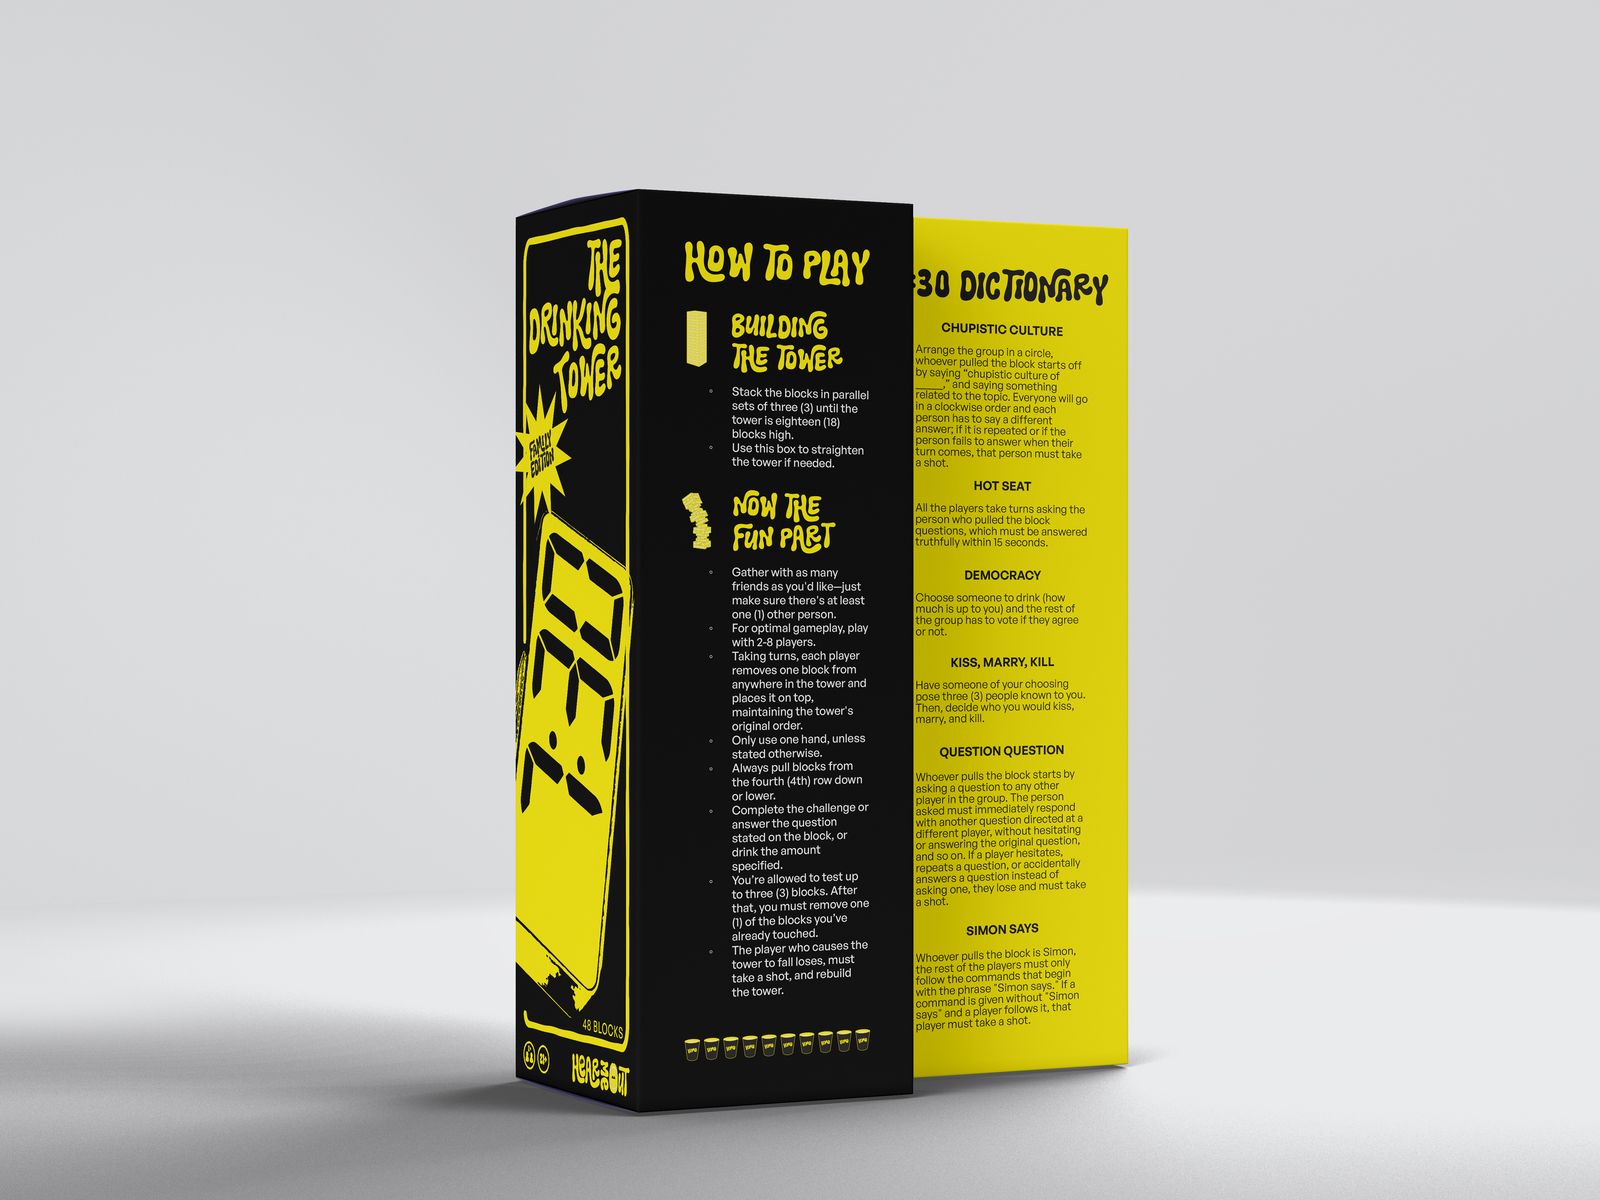 THE
DRINKING
TOWER
FAMILY
EDITION
48 BLOCKS
21+
HEAR ME OUT
HOW TO PLAY
BUILDING
THE TOWER
Stack the blocks in parallel
sets of three (3) until the
tower is eighteen (18)
blocks high.
Use this box to straighten
the tower if needed.
NOW THE
FUN PART
Gather with as many
friends as you'd like—just
make sure there's at least
one (1) other person.
For optimal gameplay, play
with 2-8 players.
Taking turns, each player
removes one block from
anywhere in the tower and
places it on top,
maintaining the tower's
original order.
Only use one hand, unless
stated otherwise.
Always pull blocks from
the fourth (4th) row down
or lower.
Complete the challenge or
answer the question
stated on the block, or
drink the amount
specified.
You're allowed to test up
to three (3) blocks. After
that, you must remove one
(1) of the blocks you've
already touched.
The player who causes the
tower to fall loses, must
take a shot, and rebuild
the tower.
:30 DICTIONARY
CHUPISTIC CULTURE
Arrange the group in a circle,
whoever pulled the block starts off
by saying "chupistic culture of
_____," and saying something
related to the topic. Everyone will go
in a clockwise order and each
person has to say a different
answer; if it is repeated or if the
person fails to answer when their
turn comes, that person must take
a shot.
HOT SEAT
All the players take turns asking the
person who pulled the block
questions, which must be answered
truthfully within 15 seconds.
DEMOCRACY
Choose someone to drink (how
much is up to you) and the rest of
the group has to vote if they agree
or not.
KISS, MARRY, KILL
Have someone of your choosing
pose three (3) people known to you.
Then, decide who you would kiss,
marry, and kill.
QUESTION QUESTION
Whoever pulls the block starts by
asking a question to any other
player in the group. The person
asked must immediately respond
with another question directed at a
different player, without hesitating
or answering the original question,
and so on. If a player hesitates,
repeats a question, or accidentally
answers a question instead of
asking one, they lose and must take
a shot.
SIMON SAYS
Whoever pulls the block is Simon,
the rest of the players must only
follow the commands that begin
with the phrase "Simon says." If a
command is given without "Simon
says" and a player follows it, that
player must take a shot.